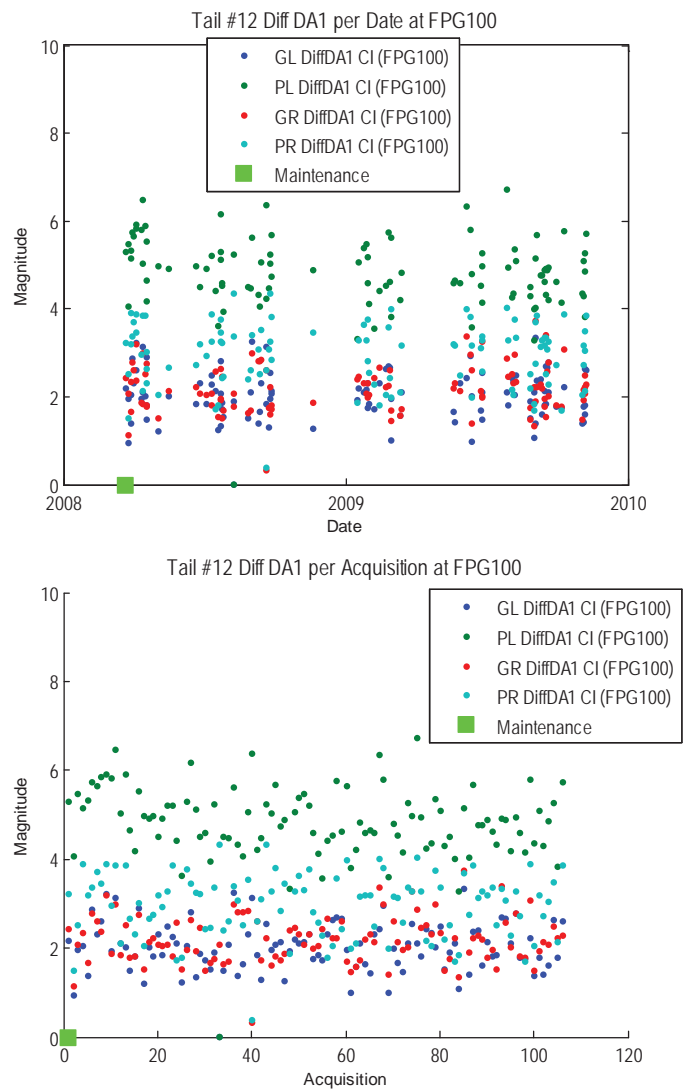 Tail #12 Diff DA1 per Date at FPG100
10
8
6
4
2
0
Magnitude
GL DiffDA1 CI (FPG100)
PL DiffDA1 CI (FPG100)
GR DiffDA1 CI (FPG100)
PR DiffDA1 CI (FPG100)
Maintenance
2008 2009 2010
Date
Tail #12 Diff DA1 per Acquisition at FPG100
10
8
6
4
2
0
Magnitude
GL DiffDA1 CI (FPG100)
PL DiffDA1 CI (FPG100)
GR DiffDA1 CI (FPG100)
PR DiffDA1 CI (FPG100)
Maintenance
0 20 40 60 80 100 120
Acquisition